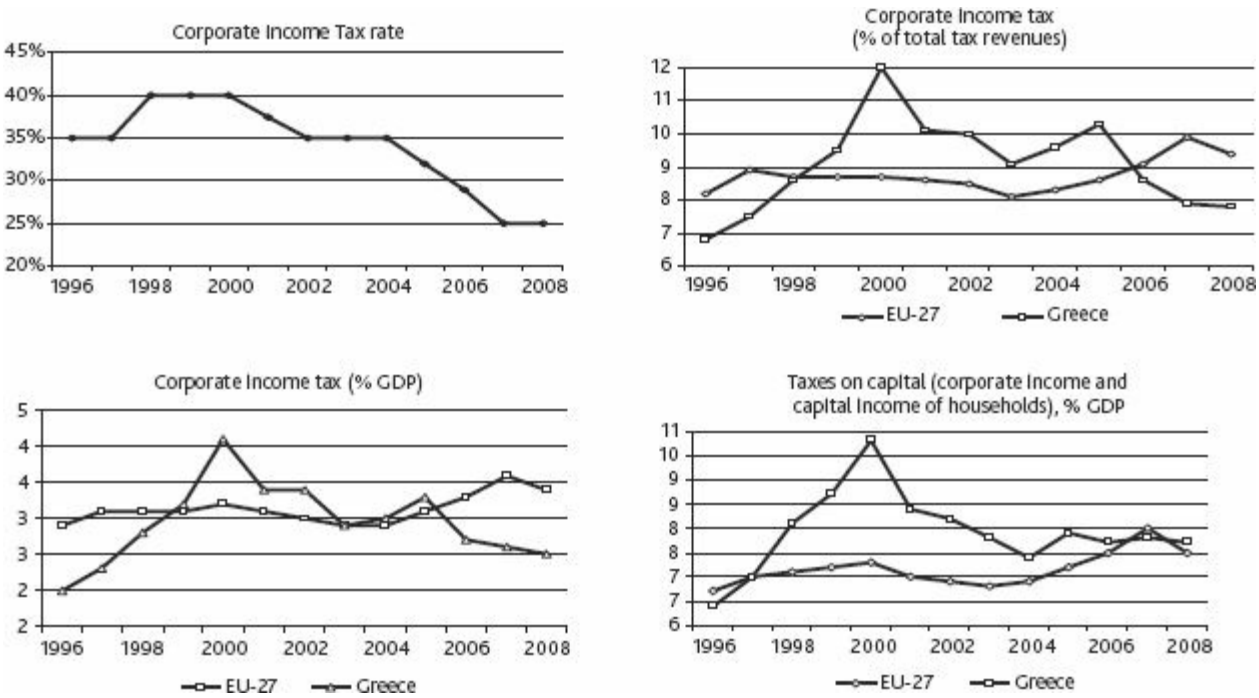 Corporate Income Tax rate
45%
40%
35%
30%
25%
20%
1996 1998 2000 2002 2004 2006 2008
Corporate Income tax
(% of total tax revenues)
12
11
10
9
8
7
6
1996 1998 2000 2002 2004 2006 2008
EU-27 Greece
Corporate Income tax (% GDP)
5
4
4
3
3
2
2
1996 1998 2000 2002 2004 2006 2008
EU-27 Greece
Taxes on capital (corporate Income and
capital Income of households), % GDP
11
10
9
9
8
8
7
7
6
1996 1998 2000 2002 2004 2006 2008
EU-27 Greece